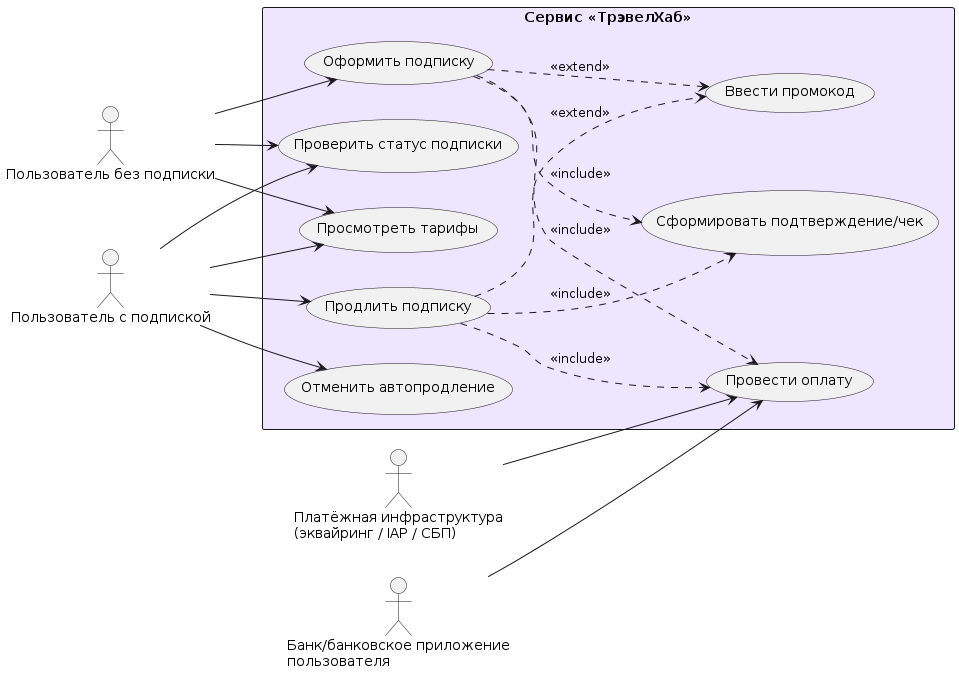 Сервис «ТрэвелХаб»
Оформить подписку
«extend»
Ввести промокод
«extend»
Проверить статус подписки
Пользователь без подписки
«include»
Сформировать подтверждение/чек
Просмотреть тарифы
«include»
«include»
Продлить подписку
Пользователь с подпиской
«include»
Провести оплату
Отменить автопродление
Платёжная инфраструктура
(эквайринг / IAP / СБП)
Банк/банковское приложение
пользователя